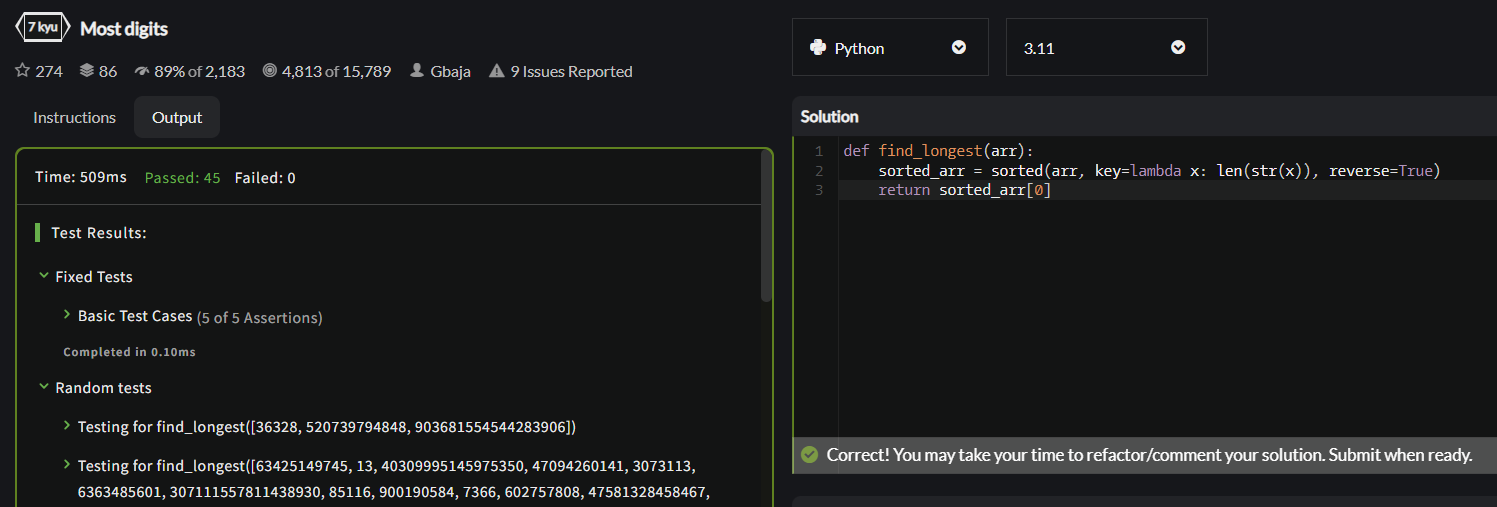 7 kyu Most digits
274 86 89% of 2,183 4,813 of 15,789 Gbaja 9 Issues Reported
Instructions Output
Time: 509ms Passed: 45 Failed: 0
Test Results:
Fixed Tests
Basic Test Cases (5 of 5 Assertions)
Completed in 0.10ms
Random tests
Testing for find_longest([36328, 520739794848, 903681554544283906])
Testing for find_longest([63425149745, 13, 40309995145975350, 47094260141, 3073113,
6363485601, 307111557811438930, 85116, 900190584, 7366, 602757808, 47581328458467,
Python 3.11
Solution
1 def find_longest(arr):
2 sorted_arr = sorted(arr, key=lambda x: len(str(x)), reverse=True)
3 return sorted_arr[0]
Correct! You may take your time to refactor/comment your solution. Submit when ready.